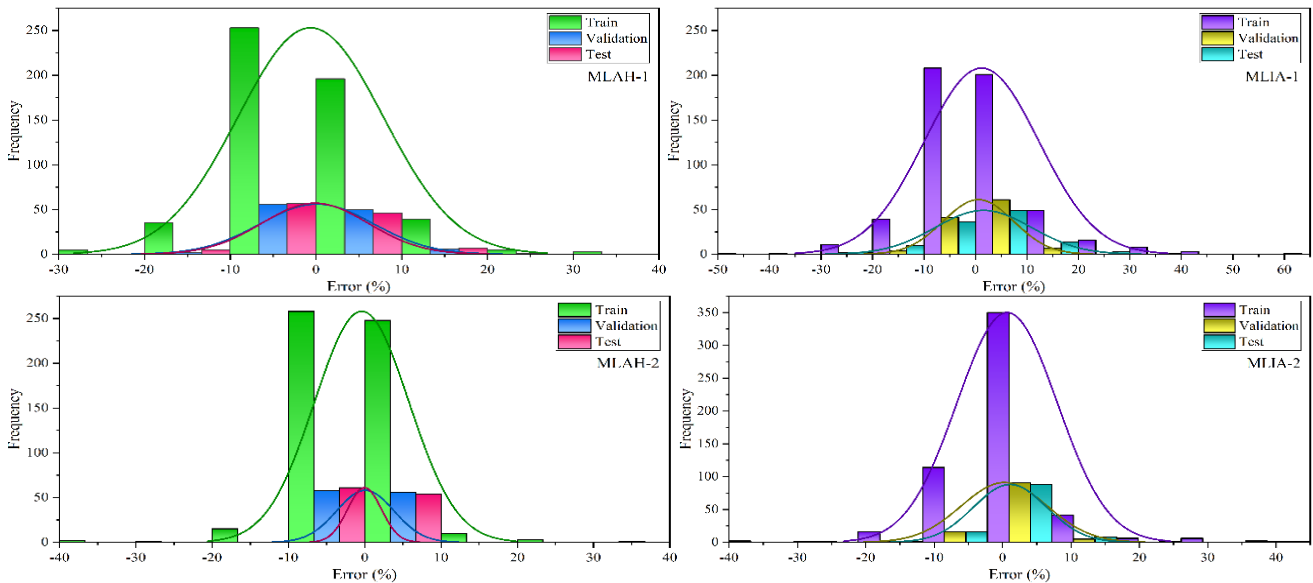 250
200
150
100
50
0
Frequency
Train
Validation
Test
MLAH-1
-30 -20 -10 0 10 20 30 40
Error (%)
250
200
150
100
50
0
Frequency
Train
Validation
Test
MLIA-1
-50 -40 -30 -20 -10 0 10 20 30 40 50 60
Error (%)
250
200
150
100
50
0
Frequency
Train
Validation
Test
MLAH-2
-40 -30 -20 -10 0 10 20 30 40
Error (%)
350
300
250
200
150
100
50
0
Frequency
Train
Validation
Test
MLIA-2
-40 -30 -20 -10 0 10 20 30 40
Error (%)